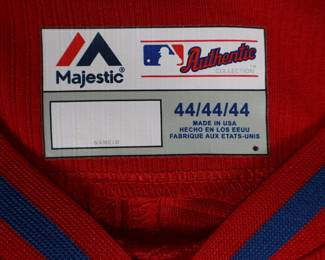 Majestic®
Authentic
COLLECTION
44/44/44
MADE IN USA
HECHO EN LOS EEUU
FABRIQUE AUX ETATS-UNIS